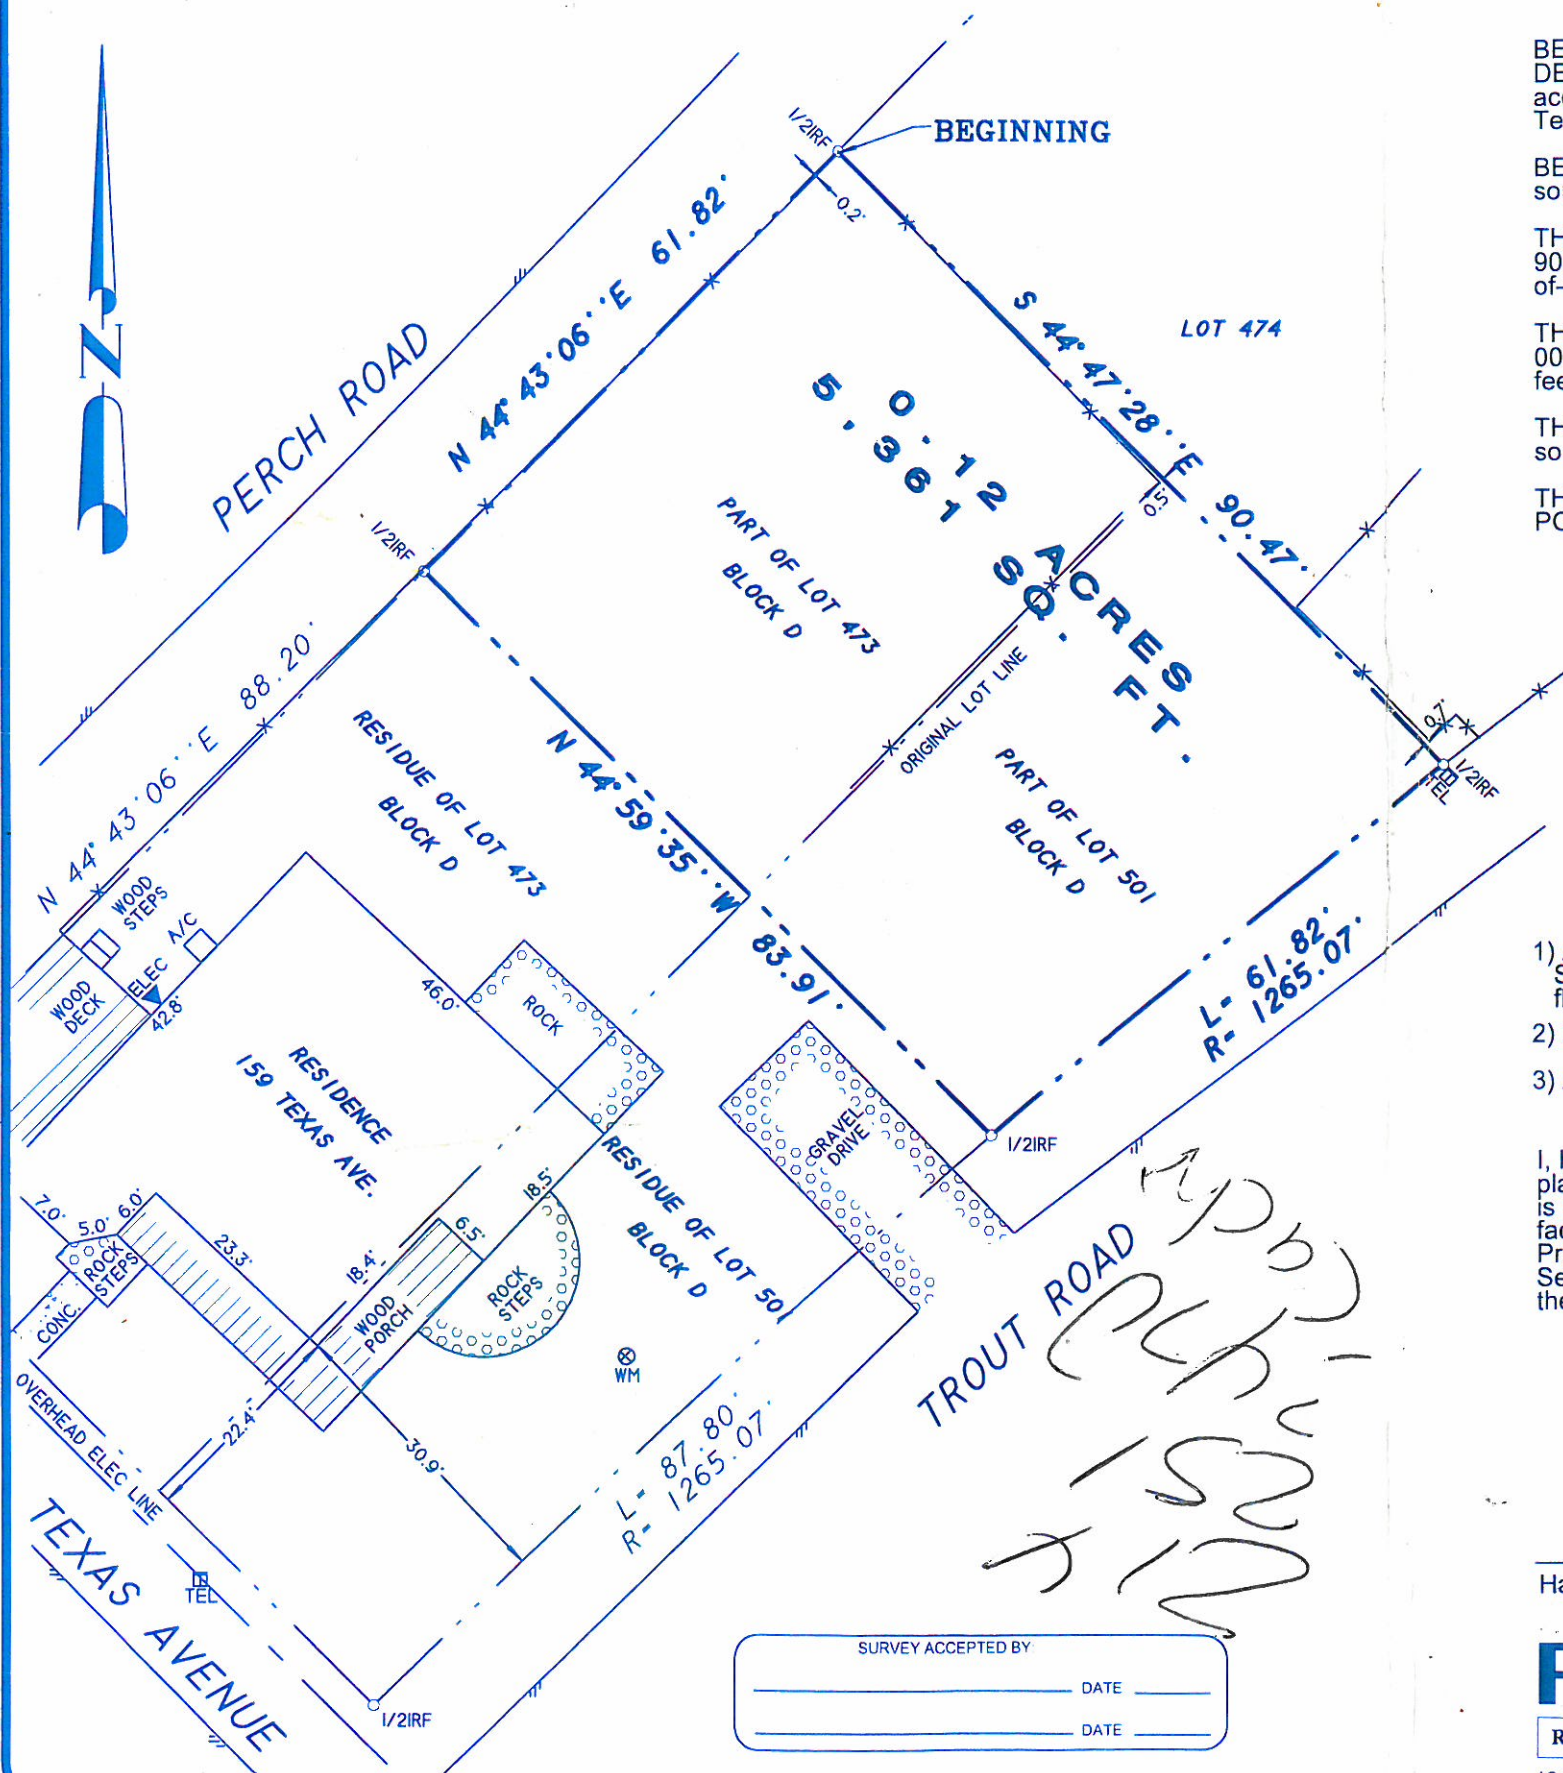 BEGINNING
1/2IRF
0.2'
N 44°43'06''E 61.82'
PERCH ROAD
S 44°47'28''E 90.47'
LOT 474
0.12 ACRES
5,361 SQ. FT.
0.5'
PART OF LOT 473
BLOCK D
1/2IRF
ORIGINAL LOT LINE
N 44°43'06''E 88.20'
RESIDUE OF LOT 473
BLOCK D
N 44°59'35''W 83.91'
PART OF LOT 501
BLOCK D
0.7'
1/2IRF
TEL
L= 61.82'
R= 1265.07'
WOOD
STEPS
A/C
ELEC
WOOD
DECK
42.8'
46.0'
ROCK
RESIDENCE
159 TEXAS AVE.
GRAVEL
DRIVE
1/2IRF
RESIDUE OF LOT 501
BLOCK D
7.0'
5.0'
6.0'
ROCK
STEPS
CONC.
23.3'
18.4'
6.5'
18.5'
WOOD
PORCH
ROCK
STEPS
WM
TROUT ROAD
22.4'
30.9'
OVERHEAD ELEC LINE
L= 87.80'
R= 1265.07'
TEXAS AVENUE
TEL
1/2IRF
SURVEY ACCEPTED BY:
DATE
DATE
N
1)
2)
3)